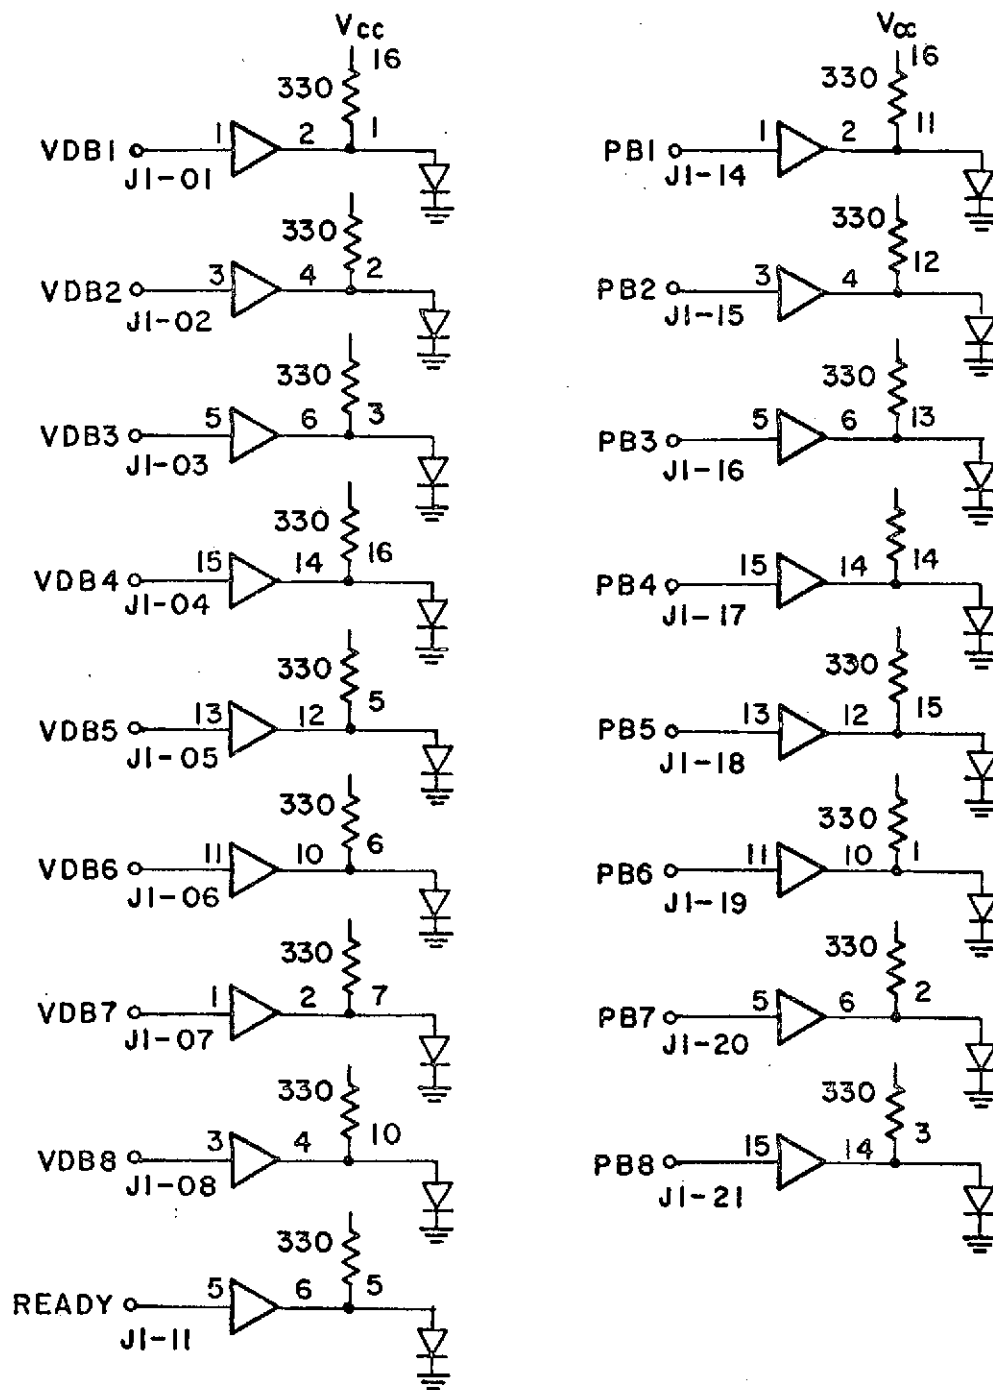 Vcc
16
330
VDB1 1 2 1
J1-01
330
VDB2 3 4 2
J1-02
330
VDB3 5 6 3
J1-03
330
VDB4 15 14 16
J1-04
330
VDB5 13 12 5
J1-05
330
VDB6 11 10 6
J1-06
330
VDB7 1 2 7
J1-07
330
VDB8 3 4 10
J1-08
330
READY 5 6 5
J1-11
Vcc
16
330
PB1 1 2 11
J1-14
330
PB2 3 4 12
J1-15
330
PB3 5 6 13
J1-16
PB4 15 14 14
J1-17
330
PB5 13 12 15
J1-18
330
PB6 11 10 1
J1-19
330
PB7 5 6 2
J1-20
330
PB8 15 14 3
J1-21